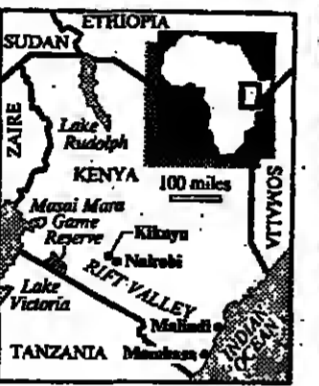 ETHIOPIA
SUDAN
ZAIRE
Lake
Rudolph
KENYA
100 miles
SOMALIA
Masai Mara
Game
Reserve
Kikuyu
Nairobi
RIFT VALLEY
Lake
Victoria
Malindi
INDIAN
OCEAN
TANZANIA
Mombasa